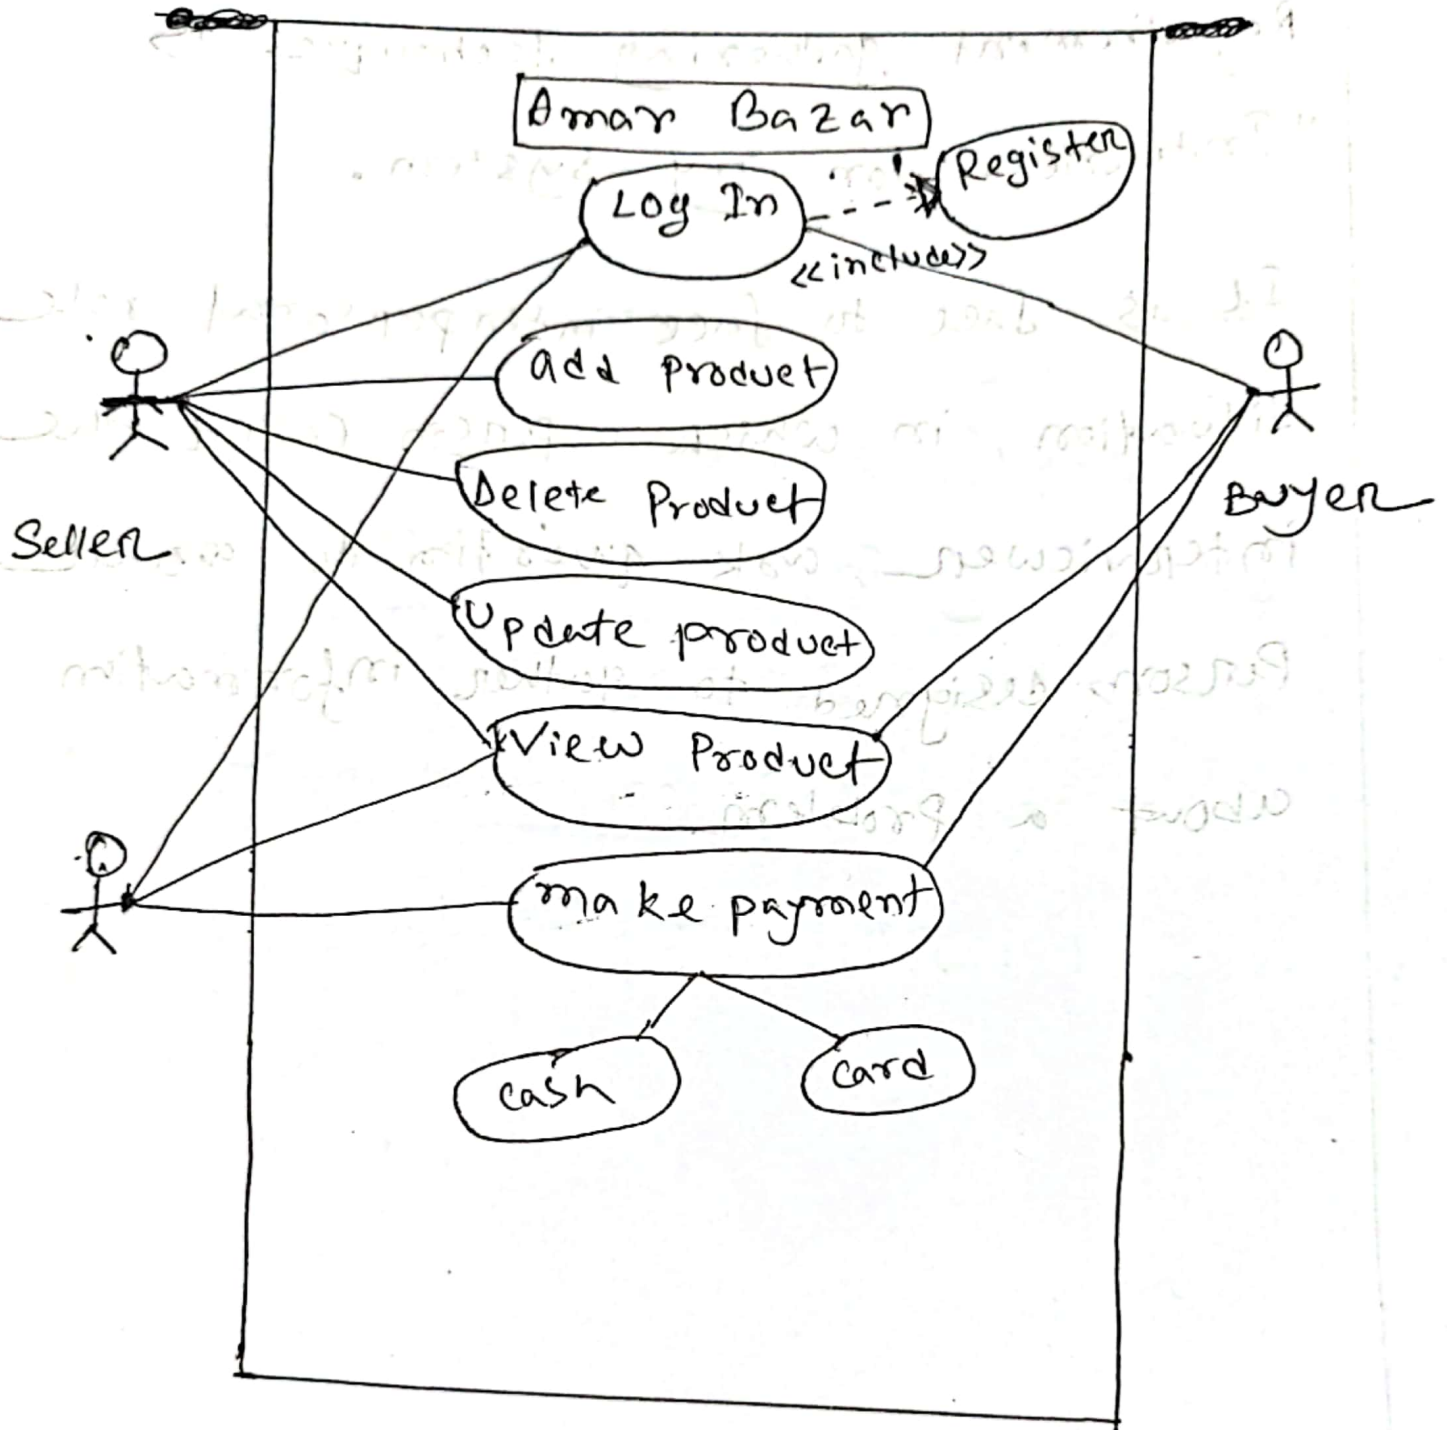 Amar Bazar
Register
Log In
<<include>>
add product
Delete Product
Seller
Buyer
Update product
View Product
make payment
cash
card